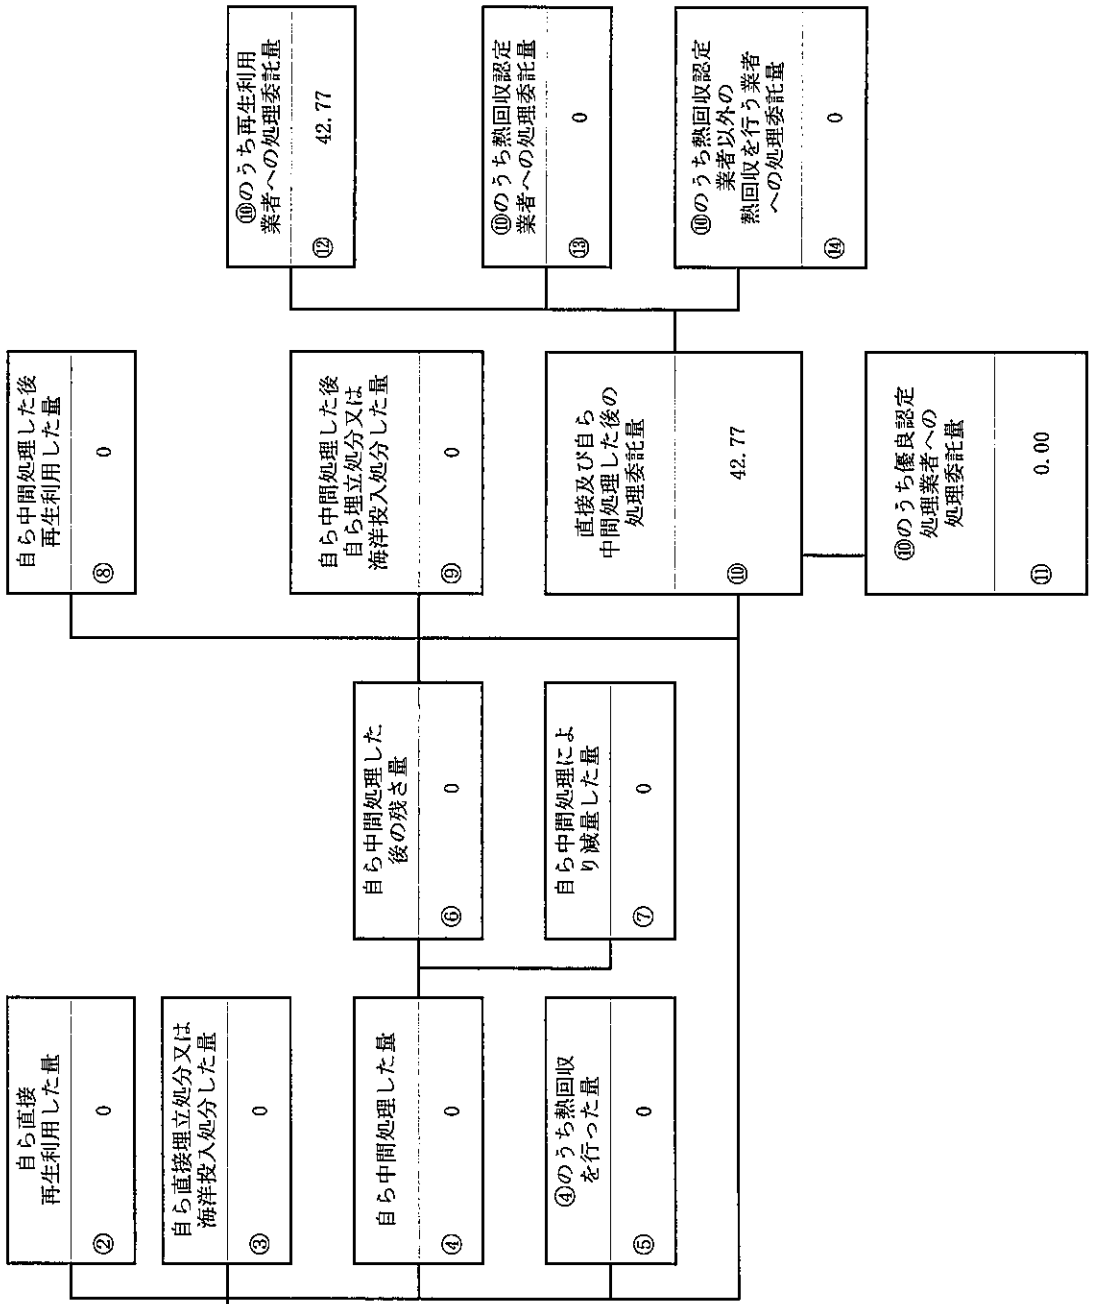 自ら直接
再生利用した量
② 0
自ら直接埋立処分又は
海洋投入処分した量
③ 0
自ら中間処理した量
④ 0
④のうち熱回収
を行った量
⑤ 0
自ら中間処理した
後の残さ量
⑥ 0
自ら中間処理によ
り減量した量
⑦ 0
自ら中間処理した後
再生利用した量
⑧ 0
自ら中間処理した後
自ら埋立処分又は
海洋投入処分した量
⑨ 0
直接及び自ら
中間処理した後の
処理委託量
⑩ 42.77
⑩のうち優良認定
処理業者への
処理委託量
⑪ 0.00
⑩のうち再生利用
業者への処理委託量
⑫ 42.77
⑩のうち熱回収認定
業者への処理委託量
⑬ 0
⑩のうち熱回収認定
業者以外の
熱回収を行う業者
への処理委託量
⑭ 0